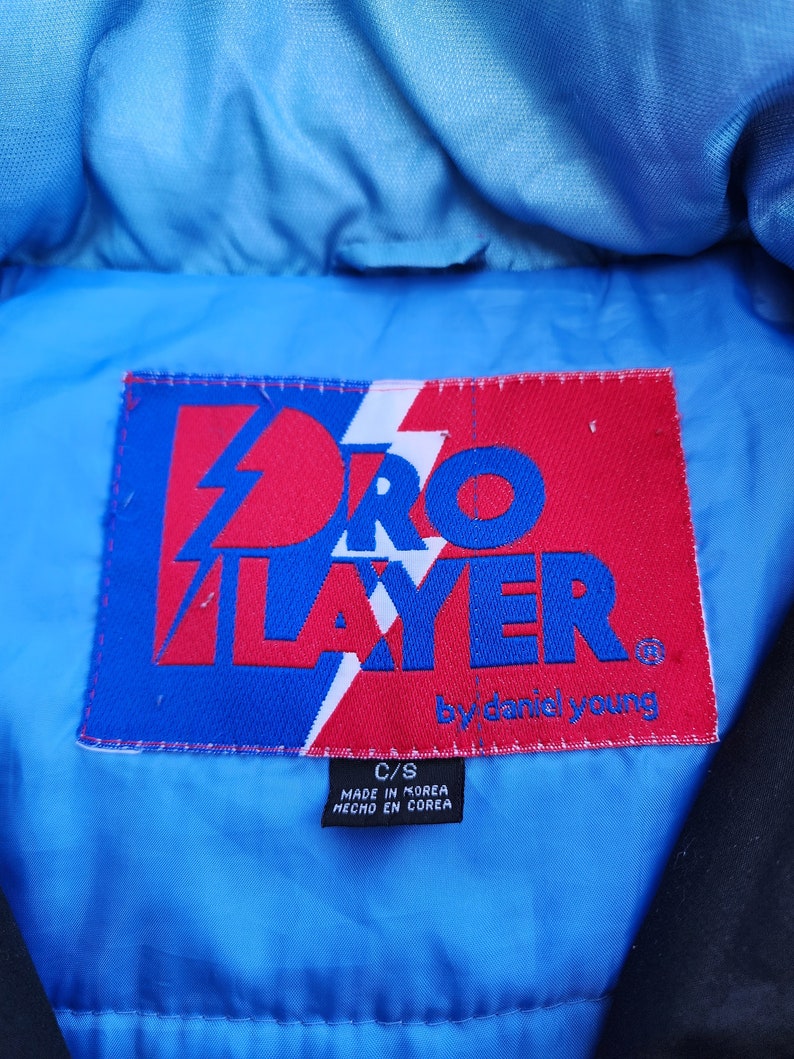 PRO
PLAYER®
by daniel young
C/S
MADE IN KOREA
HECHO EN COREA